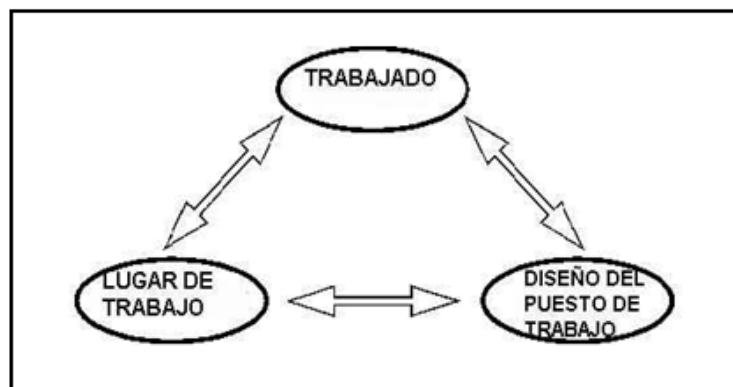 TRABAJADO
LUGAR DE
TRABAJO
DISEÑO DEL
PUESTO DE
TRABAJO